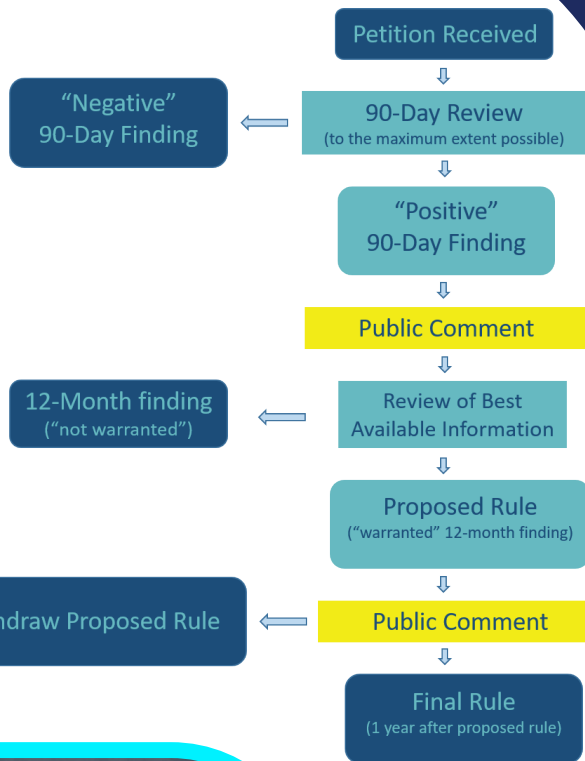 Petition Received
“Negative”
90-Day Finding
90-Day Review
(to the maximum extent possible)
“Positive”
90-Day Finding
Public Comment
12-Month finding
(“not warranted”)
Review of Best
Available Information
Proposed Rule
(“warranted” 12-month finding)
Proposed Rule
Public Comment
Final Rule
(1 year after proposed rule)